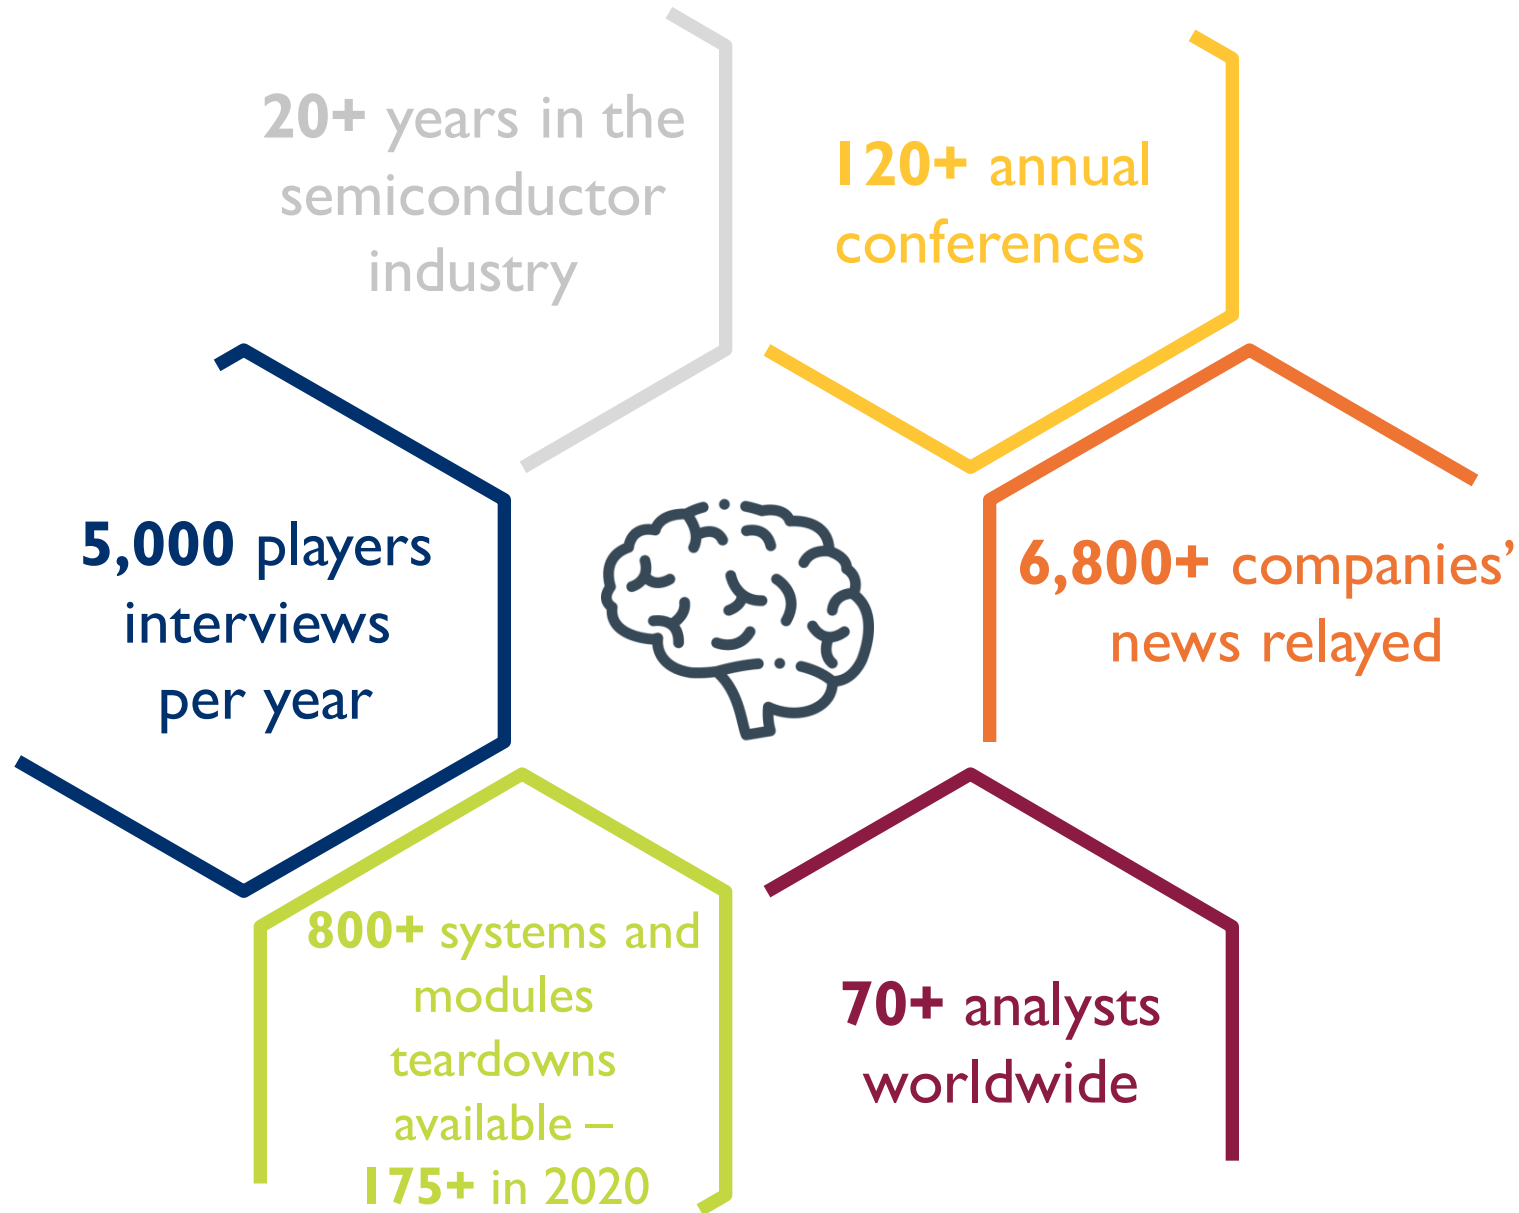 20+ years in the
semiconductor
industry
120+ annual
conferences
5,000 players
interviews
per year
6,800+ companies’
news relayed
800+ systems and
modules
teardowns
available –
175+ in 2020
70+ analysts
worldwide